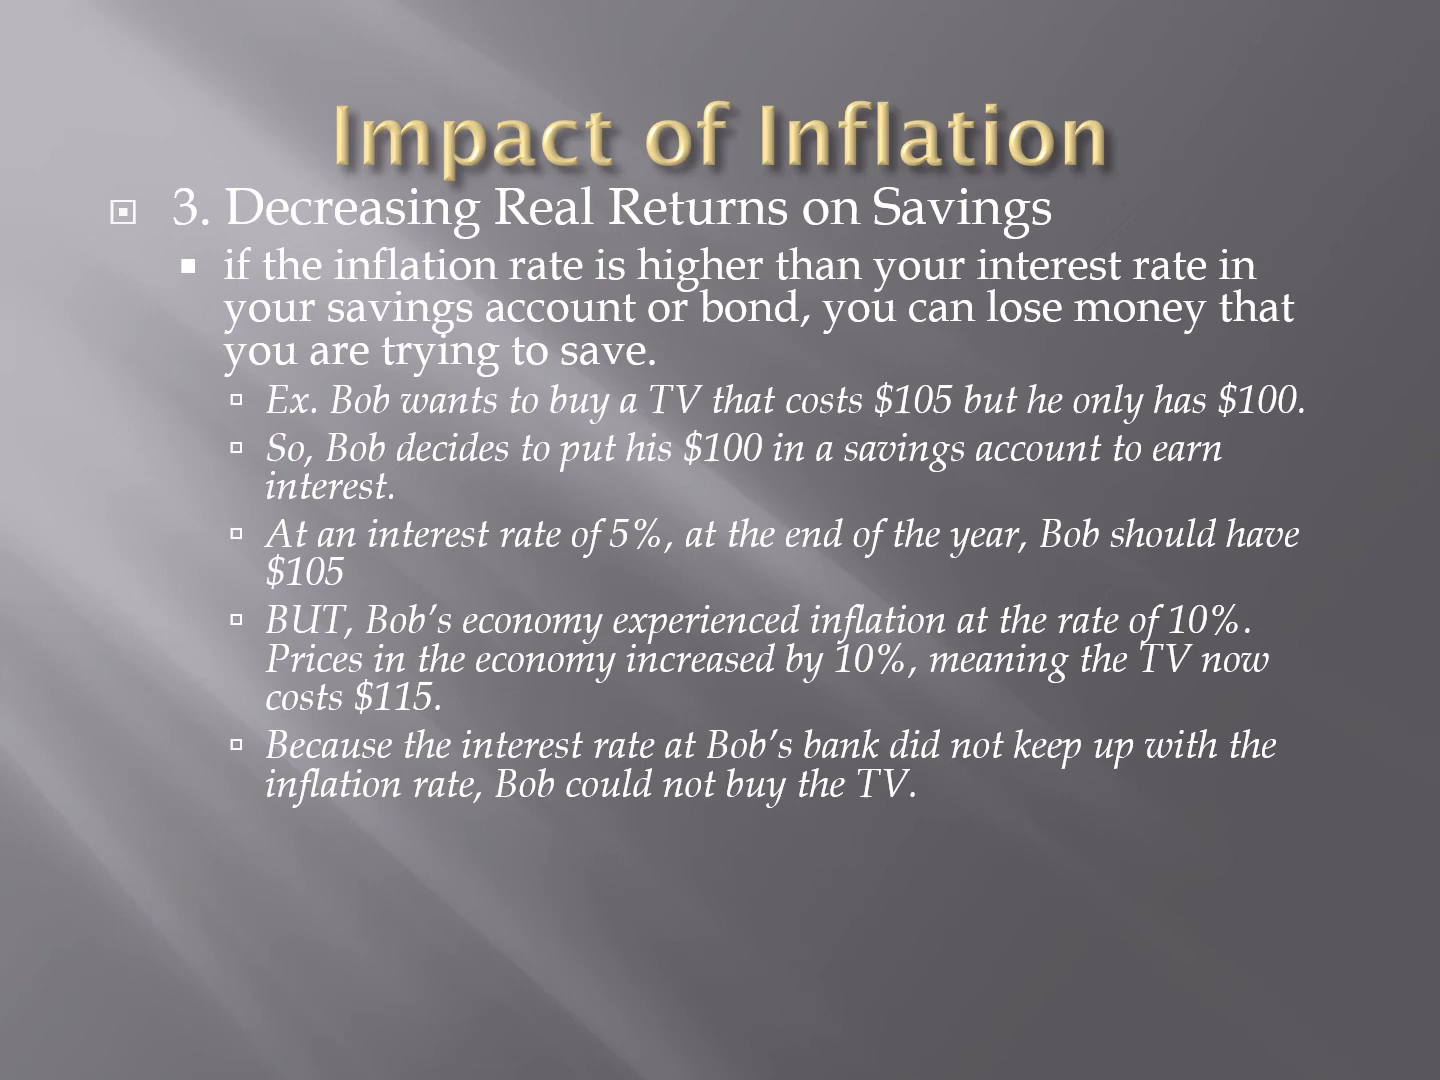 Impact of Inflation
3. Decreasing Real Returns on Savings
if the inflation rate is higher than your interest rate in
your savings account or bond, you can lose money that
you are trying to save.
Ex. Bob wants to buy a TV that costs $105 but he only has $100.
So, Bob decides to put his $100 in a savings account to earn
interest.
At an interest rate of 5%, at the end of the year, Bob should have
$105
BUT, Bob’s economy experienced inflation at the rate of 10%.
Prices in the economy increased by 10%, meaning the TV now
costs $115.
Because the interest rate at Bob’s bank did not keep up with the
inflation rate, Bob could not buy the TV.